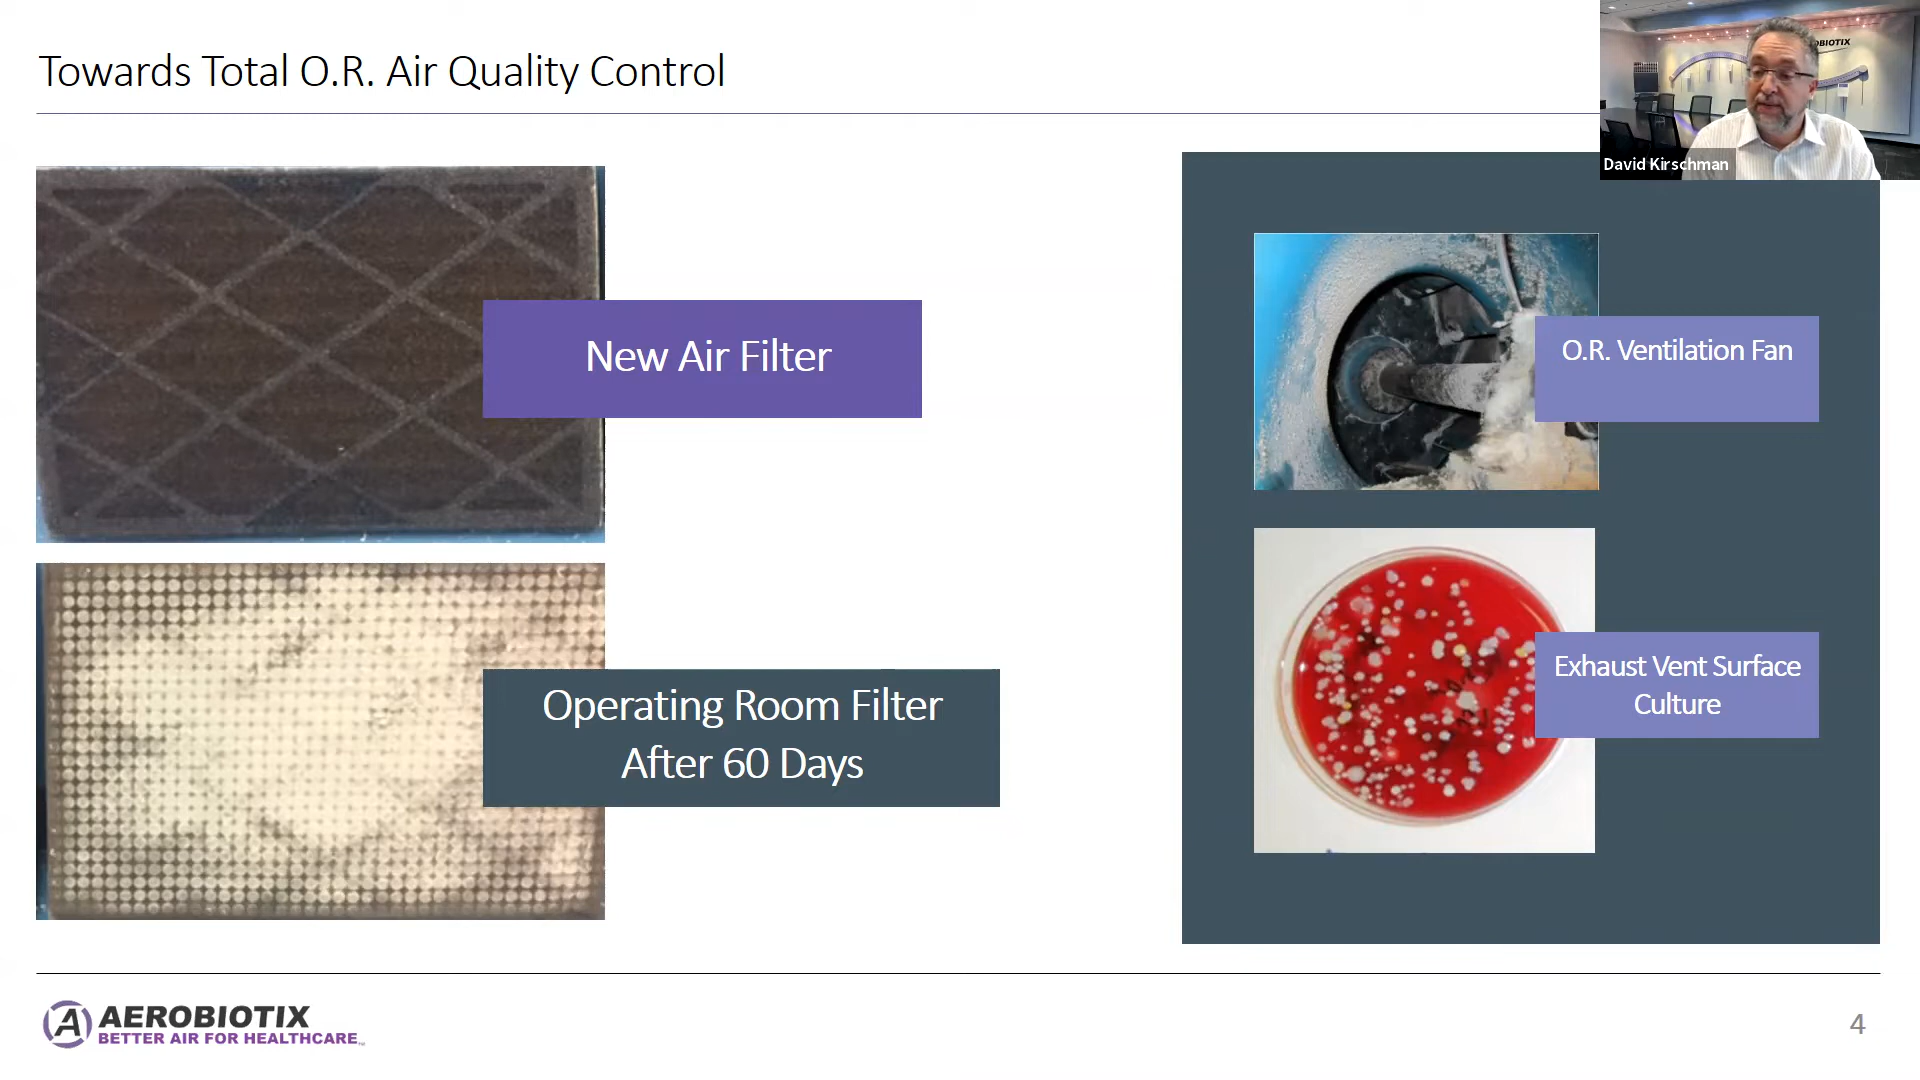 Towards Total O.R. Air Quality Control
OBIOTIX
David Kirschman
New Air Filter
O.R. Ventilation Fan
Operating Room Filter
After 60 Days
Exhaust Vent Surface
Culture
AEROBIOTIX
BETTER AIR FOR HEALTHCARE
4